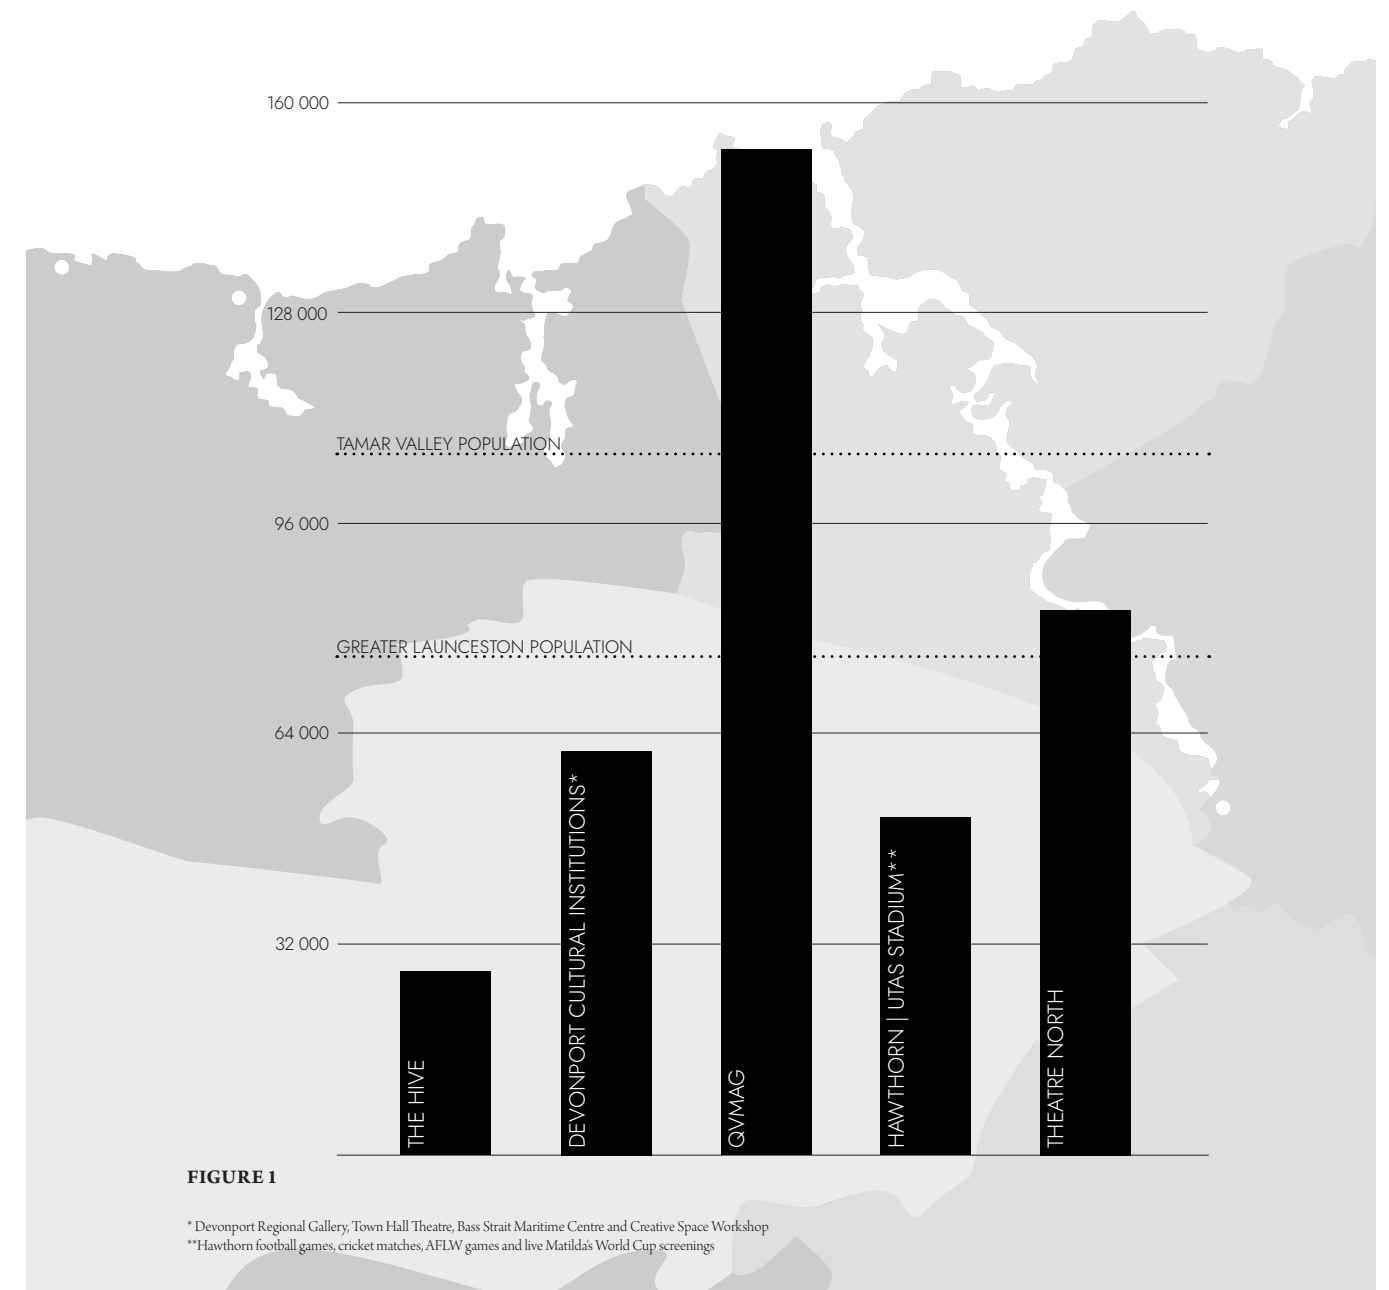 160 000
128 000
TAMAR VALLEY POPULATION
96 000
GREATER LAUNCESTON POPULATION
64 000
32 000
THE HIVE
DEVONPORT CULTURAL INSTITUTIONS*
QVMAG
HAWTHORN | UTAS STADIUM**
THEATRE NORTH
FIGURE 1
* Devonport Regional Gallery, Town Hall Theatre, Bass Strait Maritime Centre and Creative Space Workshop
**Hawthorn football games, cricket matches, AFLW games and live Matilda's World Cup screenings